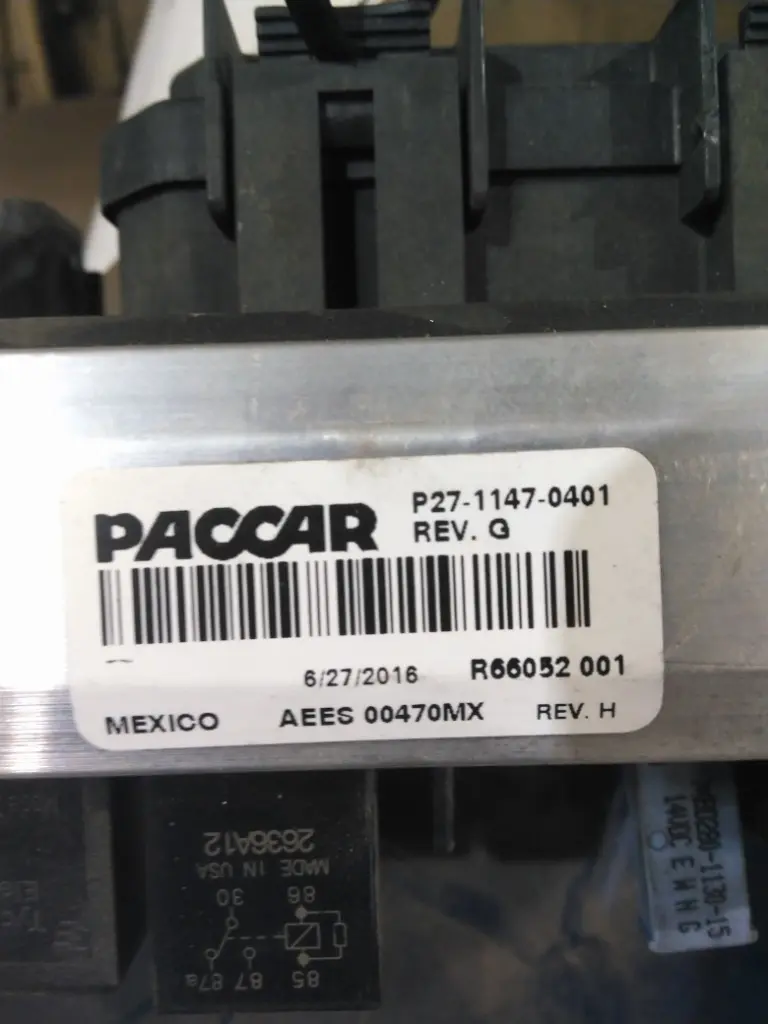 PACCAR
P27-1147-0401
REV. G
6/27/2016 R66052 001
MEXICO AEES 00470MX REV. H
2636A12
MADE IN USA
30 86
87a 87 85
14VDC E W N G